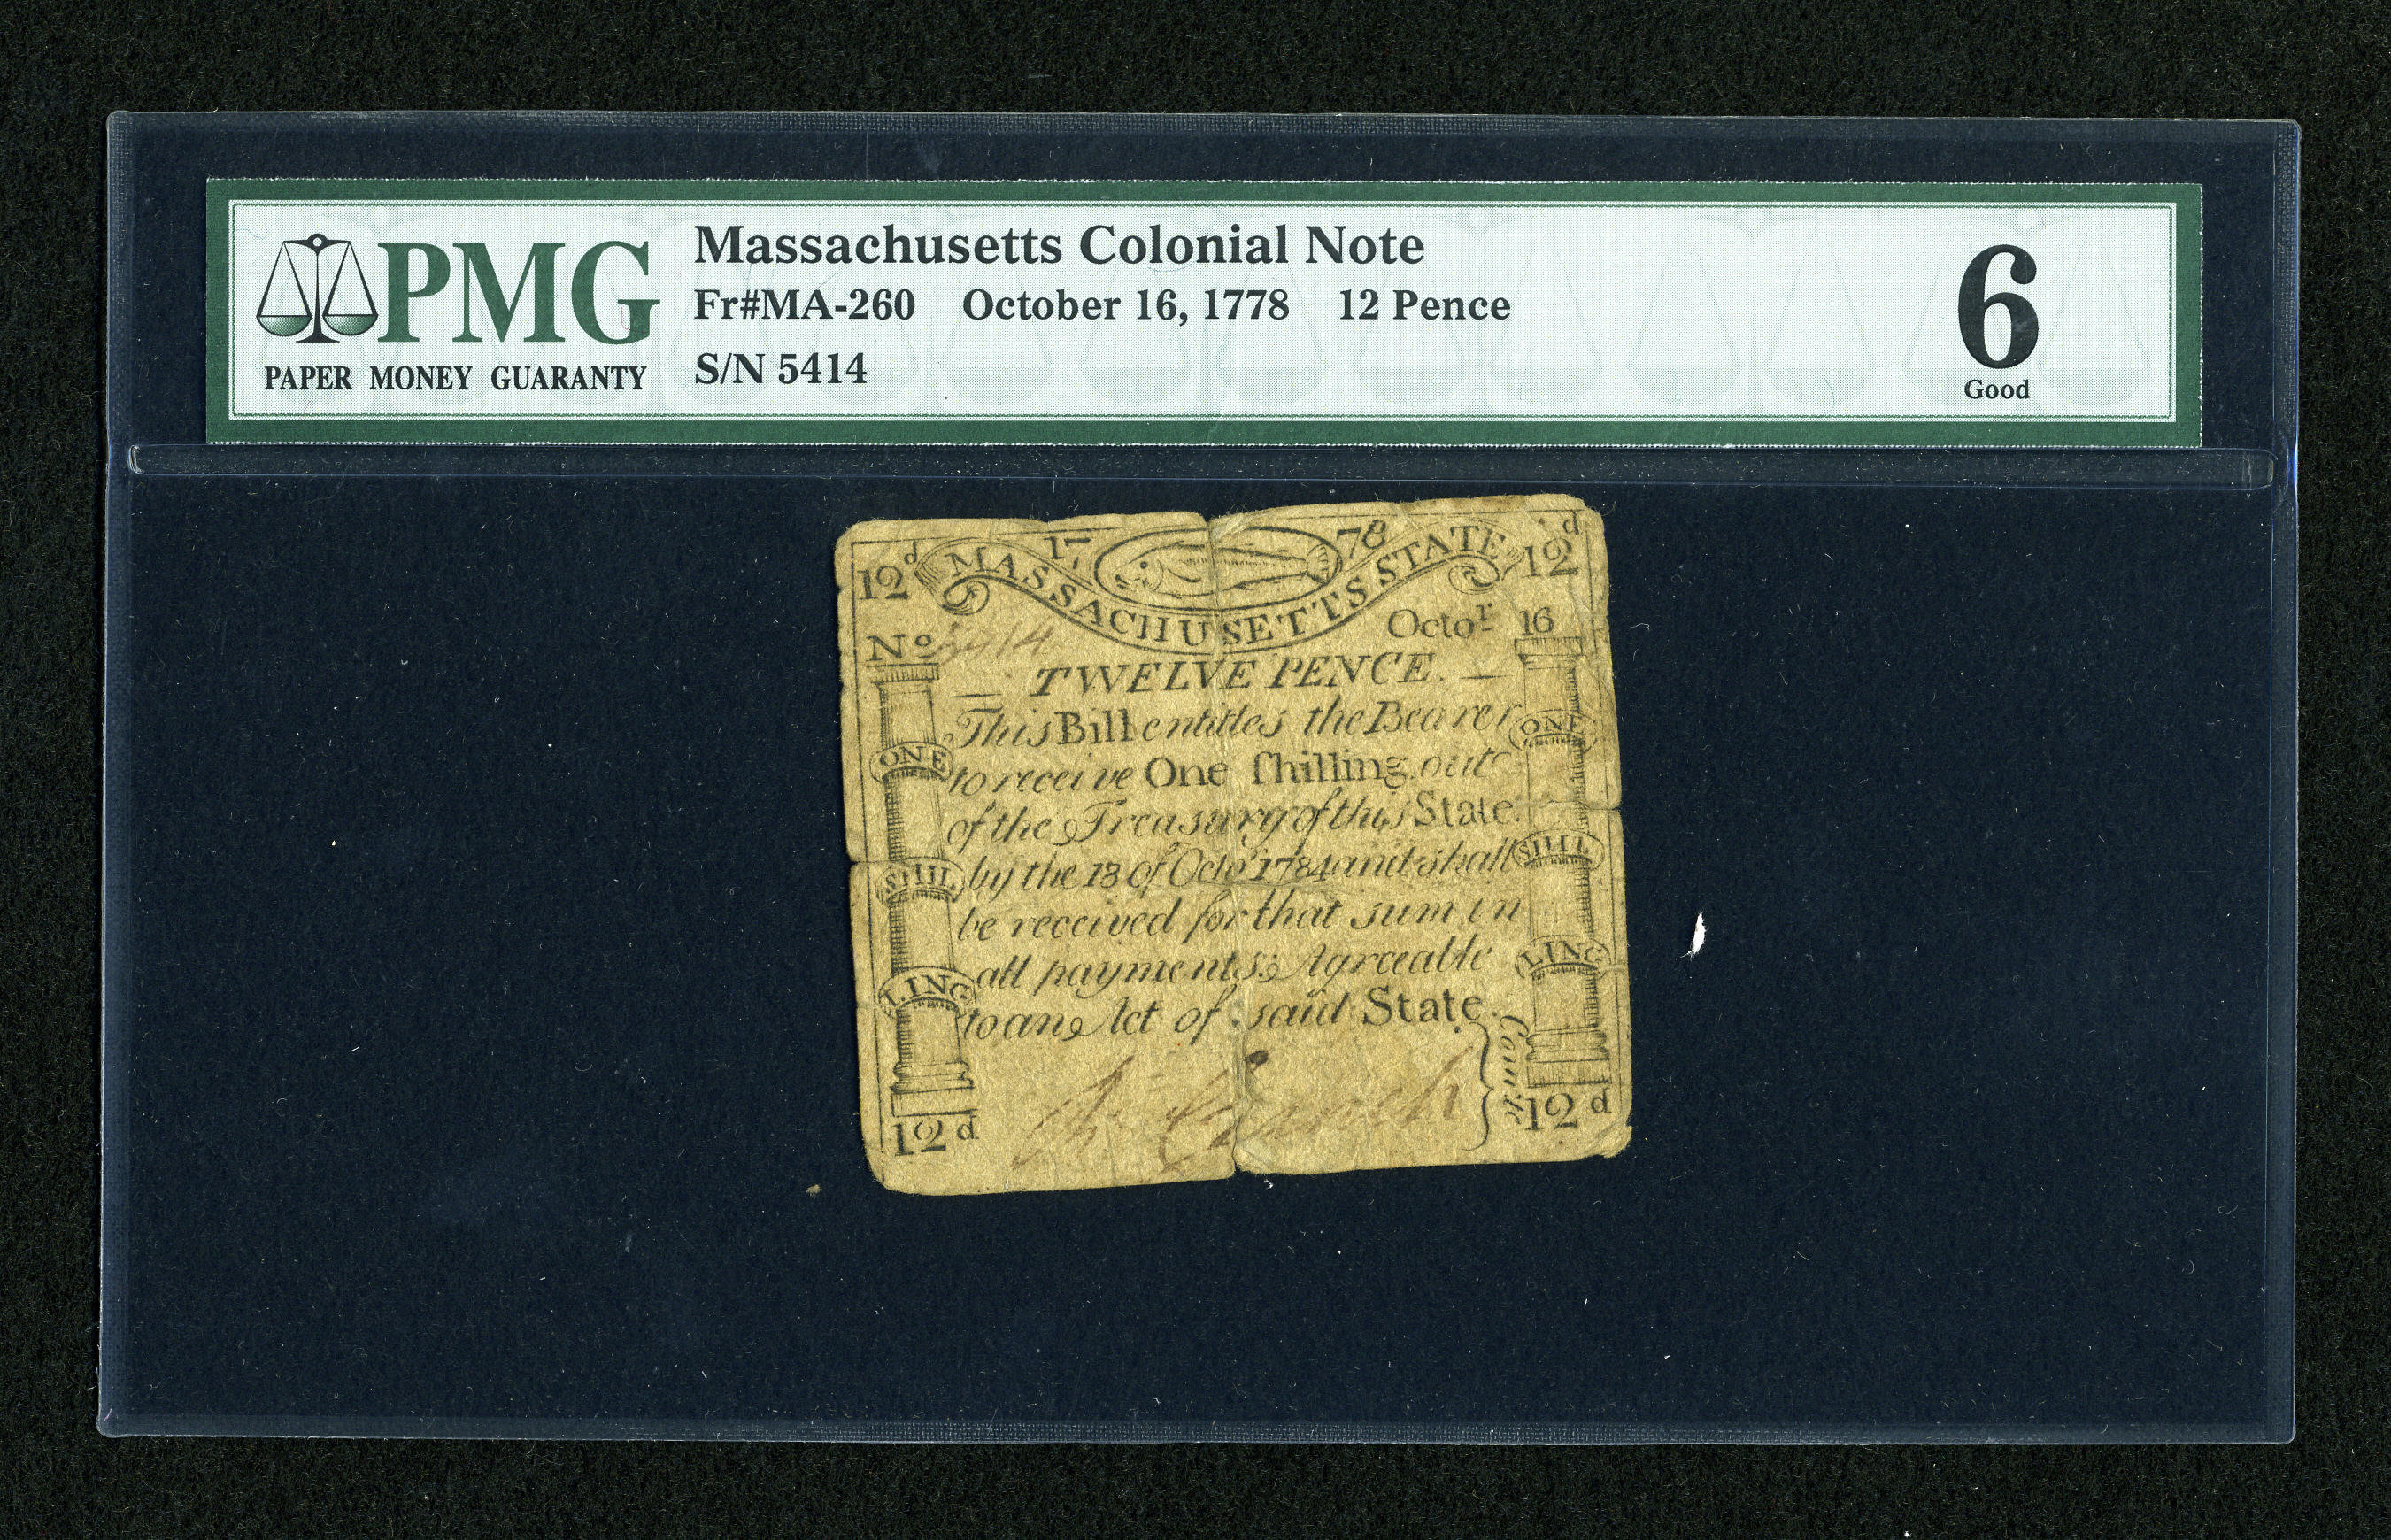 PMG
PAPER MONEY GUARANTY
Massachusetts Colonial Note
Fr#MA-260 October 16, 1778 12 Pence
S/N 5414
6
Good
12d 17 78 12d
MASSACHUSETTS STATE
No 5414 Octor 16
TWELVE PENCE.
This Bill entitles the Bearer
to receive One ſhilling out
of the Treasury of this State
by the 18 of Octor 1784 and shall
be received for that sum in
all payments Agreeable
to an Act of said State.
ONE
SHIL
LING
ONE
SHIL
LING
12d 12d